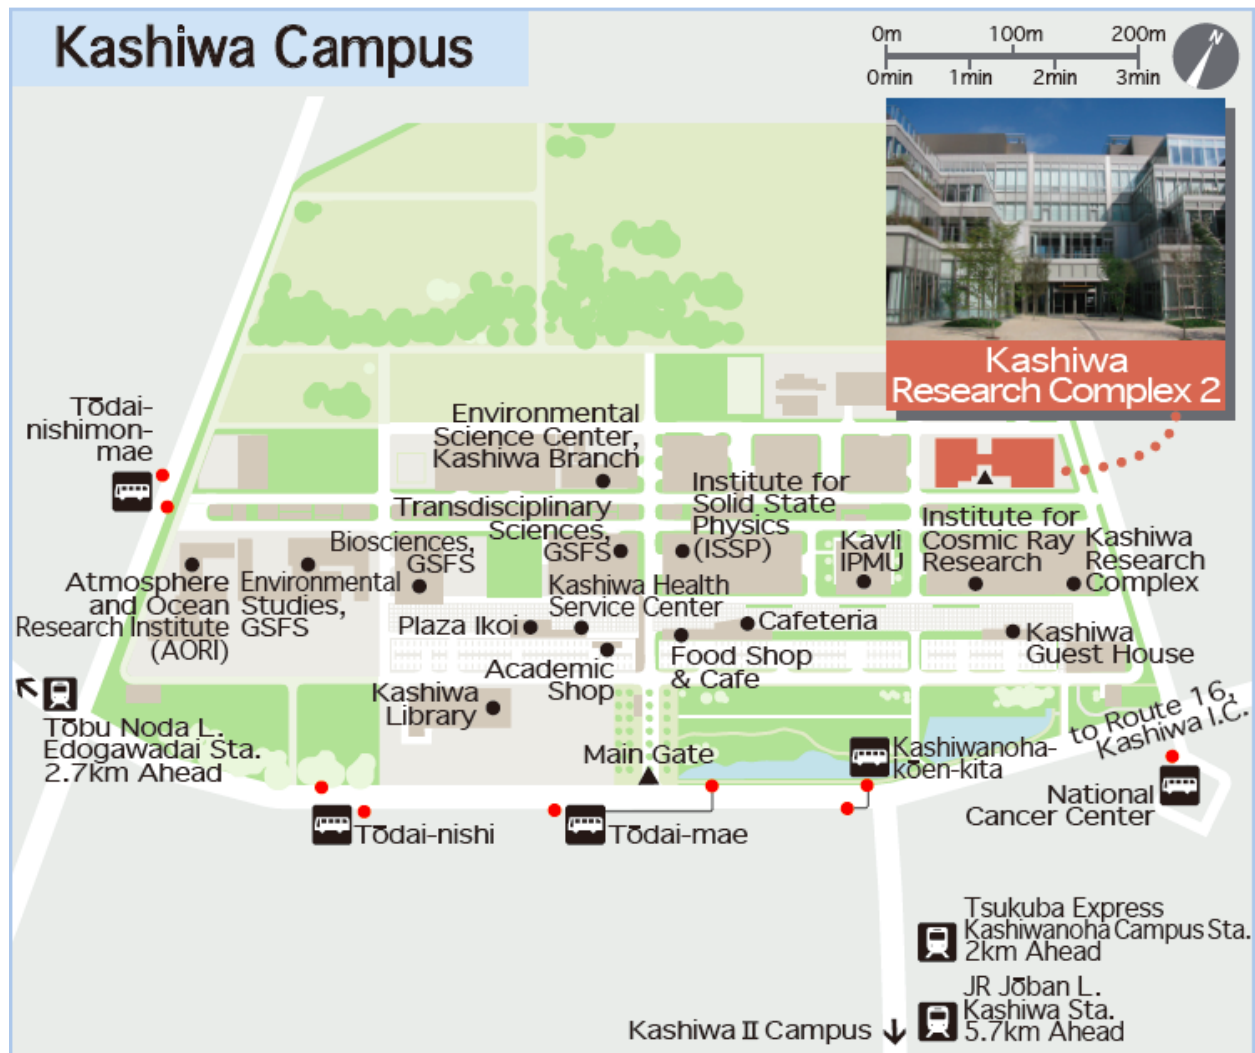 Kashiwa Campus
0m 100m 200m
0min 1min 2min 3min
N
Kashiwa
Research Complex 2
Tōdai-
nishimon-
mae
Environmental
Science Center,
Kashiwa Branch
Transdisciplinary
Sciences,
GSFS
Institute for
Solid State
Physics
(ISSP)
Biosciences,
GSFS
Kavli
IPMU
Institute for
Cosmic Ray
Research
Kashiwa
Research
Complex
Atmosphere
and Ocean
Research Institute
(AORI)
Environmental
Studies,
GSFS
Kashiwa Health
Service Center
Plaza Ikoi
Cafeteria
Academic
Shop
Food Shop
& Cafe
Kashiwa
Guest House
Kashiwa
Library
Tōbu Noda L.
Edogawadai Sta.
2.7km Ahead
Main Gate
Kashiwanoha-
kōen-kita
to Route 16,
Kashiwa I.C.
National
Cancer Center
Tōdai-nishi
Tōdai-mae
Tsukuba Express
Kashiwanoha Campus Sta.
2km Ahead
JR Jōban L.
Kashiwa Sta.
5.7km Ahead
Kashiwa II Campus